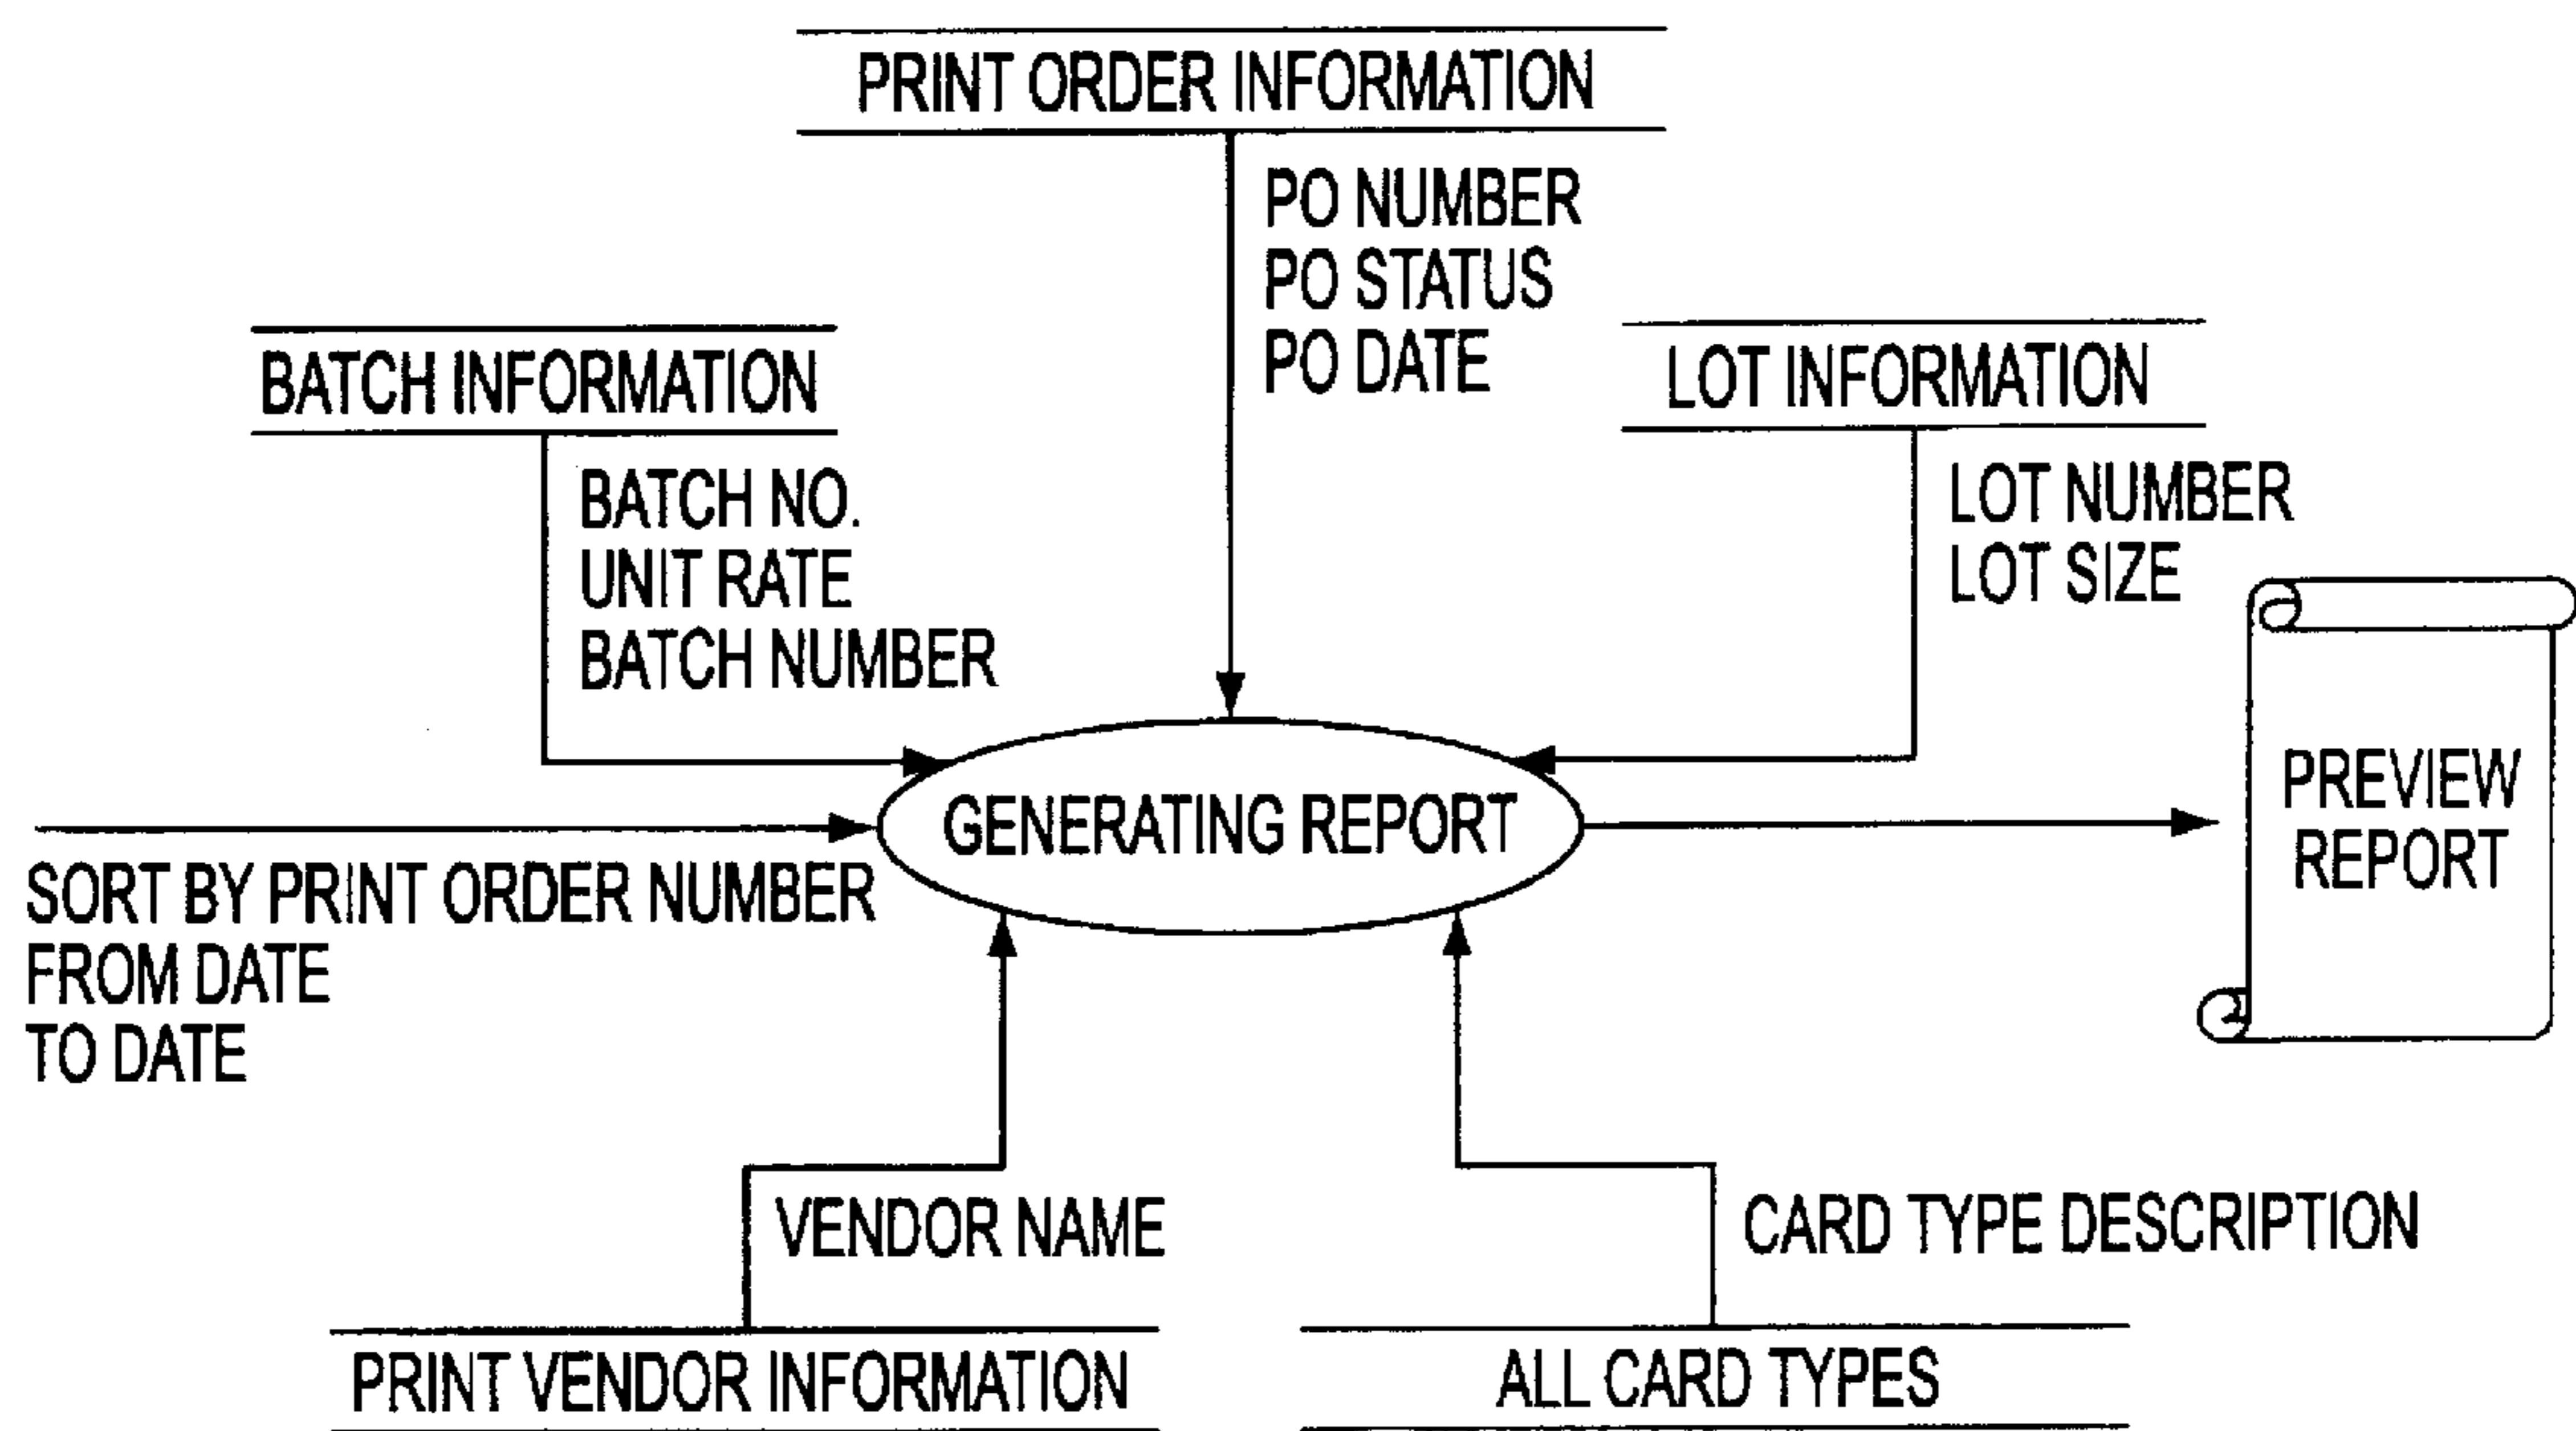 PRINT ORDER INFORMATION
PO NUMBER
PO STATUS
PO DATE
BATCH INFORMATION
BATCH NO.
UNIT RATE
BATCH NUMBER
LOT INFORMATION
LOT NUMBER
LOT SIZE
GENERATING REPORT
PREVIEW
REPORT
SORT BY PRINT ORDER NUMBER
FROM DATE
TO DATE
VENDOR NAME
PRINT VENDOR INFORMATION
CARD TYPE DESCRIPTION
ALL CARD TYPES